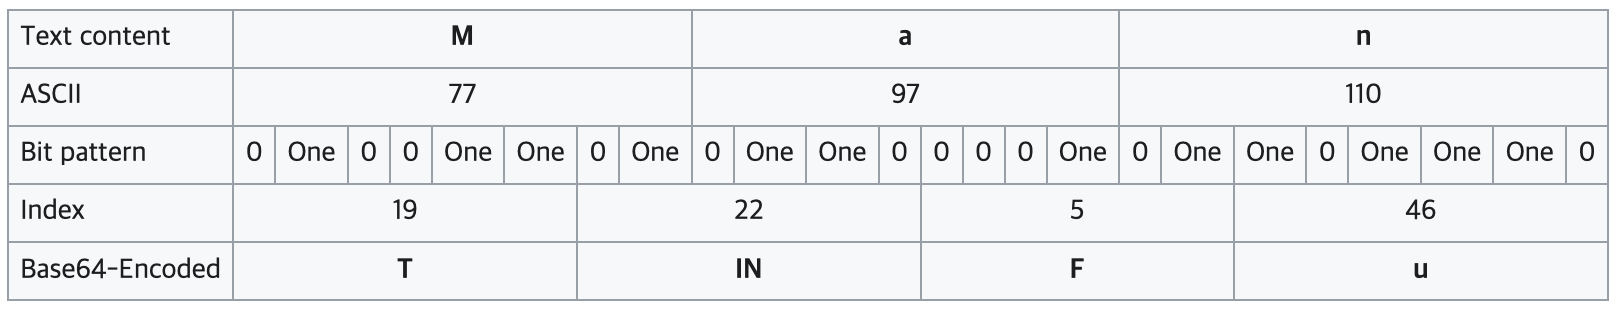 Text content M a n
ASCII 77 97 110
Bit pattern 0 One 0 0 One One 0 One 0 One One 0 0 0 0 One 0 One One 0 One One One 0
Index 19 22 5 46
Base64-Encoded T IN F u